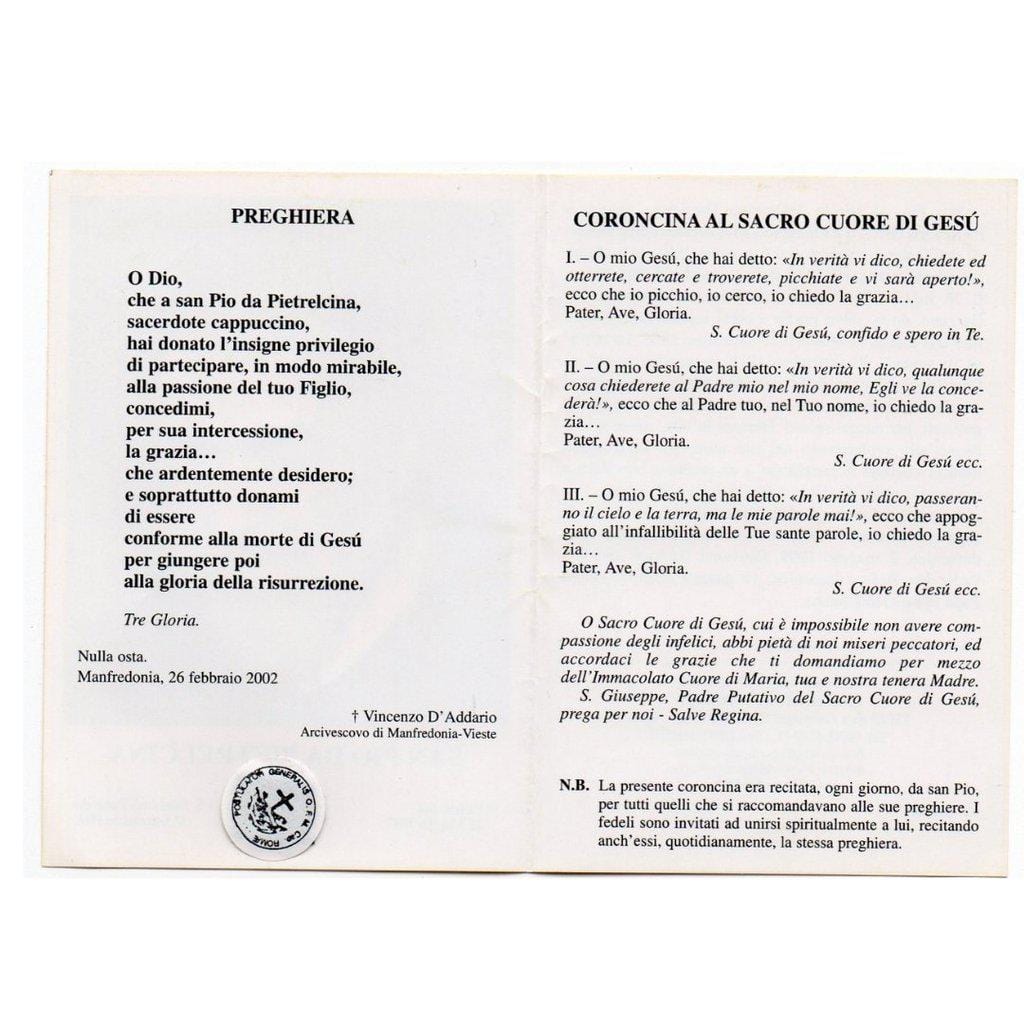 PREGHIERA
O Dio,
che a san Pio da Pietrelcina,
sacerdote cappuccino,
hai donato l'insigne privilegio
di partecipare, in modo mirabile,
alla passione del tuo Figlio,
concedimi,
per sua intercessione,
la grazia…
che ardentemente desidero;
e soprattutto donami
di essere
conforme alla morte di Gesú
per giungere poi
alla gloria della risurrezione.
Tre Gloria.
Nulla osta.
Manfredonia, 26 febbraio 2002
† Vincenzo D'Addario
Arcivescovo di Manfredonia-Vieste
POSTULATOR GENERALIS O.F.M. Cap. ROMÆ
CORONCINA AL SACRO CUORE DI GESÚ
I. – O mio Gesú, che hai detto: «In verità vi dico, chiedete ed
otterrete, cercate e troverete, picchiate e vi sarà aperto!»,
ecco che io picchio, io cerco, io chiedo la grazia…
Pater, Ave, Gloria.
S. Cuore di Gesú, confido e spero in Te.
II. – O mio Gesú, che hai detto: «In verità vi dico, qualunque
cosa chiederete al Padre mio nel mio nome, Egli ve la conce-
derà!», ecco che al Padre tuo, nel Tuo nome, io chiedo la gra-
zia…
Pater, Ave, Gloria.
S. Cuore di Gesú ecc.
III. – O mio Gesú, che hai detto: «In verità vi dico, passeran-
no il cielo e la terra, ma le mie parole mai!», ecco che appog-
giato all'infallibilità delle Tue sante parole, io chiedo la gra-
zia…
Pater, Ave, Gloria.
S. Cuore di Gesú ecc.
O Sacro Cuore di Gesú, cui è impossibile non avere com-
passione degli infelici, abbi pietà di noi miseri peccatori, ed
accordaci le grazie che ti domandiamo per mezzo
dell'Immacolato Cuore di Maria, tua e nostra tenera Madre.
S. Giuseppe, Padre Putativo del Sacro Cuore di Gesú,
prega per noi - Salve Regina.
N.B. La presente coroncina era recitata, ogni giorno, da san Pio,
per tutti quelli che si raccomandavano alle sue preghiere. I
fedeli sono invitati ad unirsi spiritualmente a lui, recitando
anch'essi, quotidianamente, la stessa preghiera.